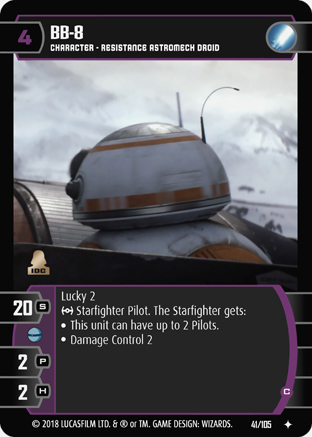 4
BB-8
CHARACTER • RESISTANCE ASTROMECH DROID
IDC
20 S
Lucky 2
Starfighter Pilot. The Starfighter gets:
• This unit can have up to 2 Pilots.
• Damage Control 2
2 P
2 H
C
© 2018 LUCASFILM LTD. & ® or TM. GAME DESIGN: WIZARDS.
41/105